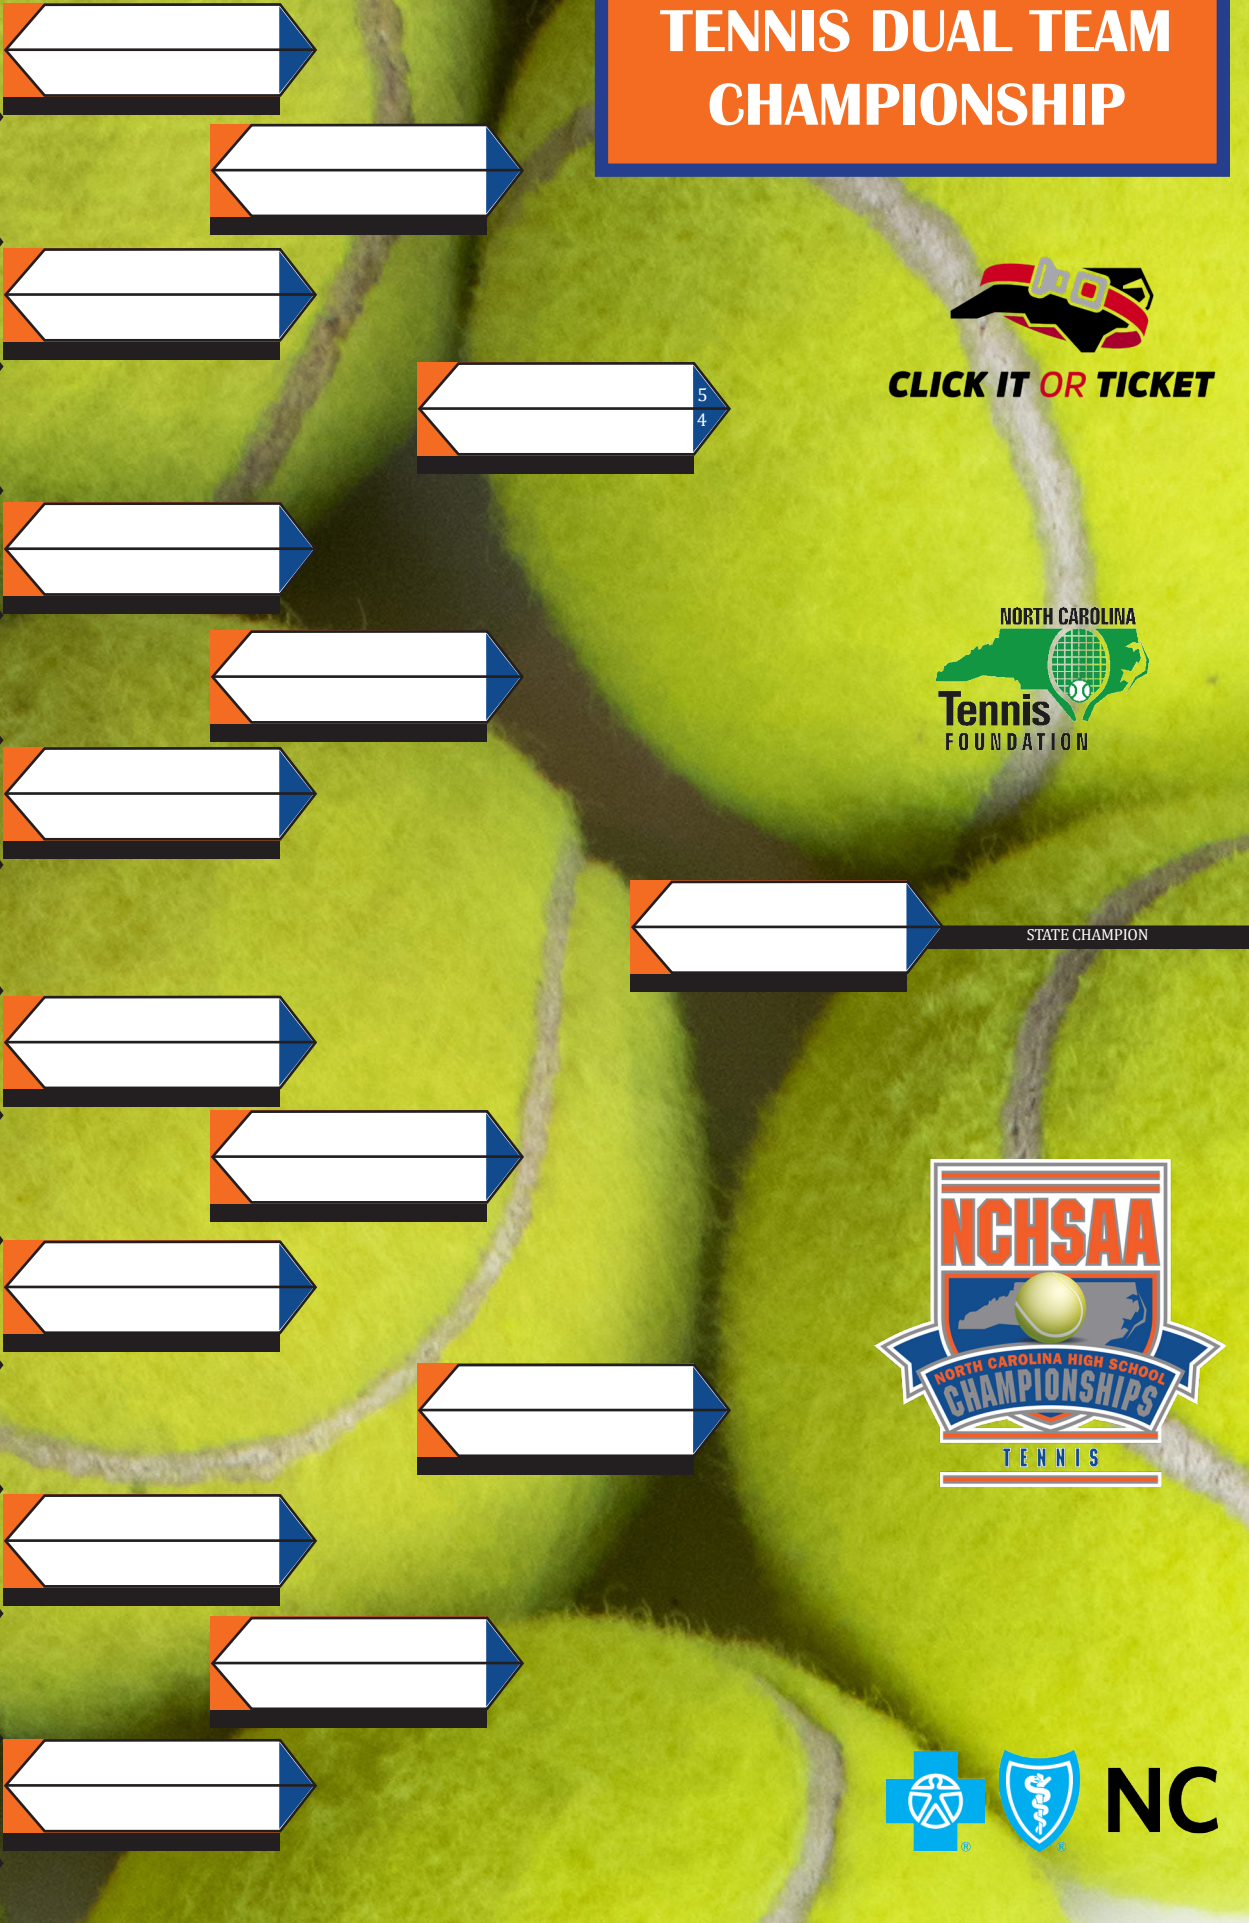 TENNIS DUAL TEAM
CHAMPIONSHIP
CLICK IT OR TICKET
5
4
NORTH CAROLINA
Tennis
FOUNDATION
STATE CHAMPION
NCHSAA
NORTH CAROLINA HIGH SCHOOL
CHAMPIONSHIPS
TENNIS
® ® NC